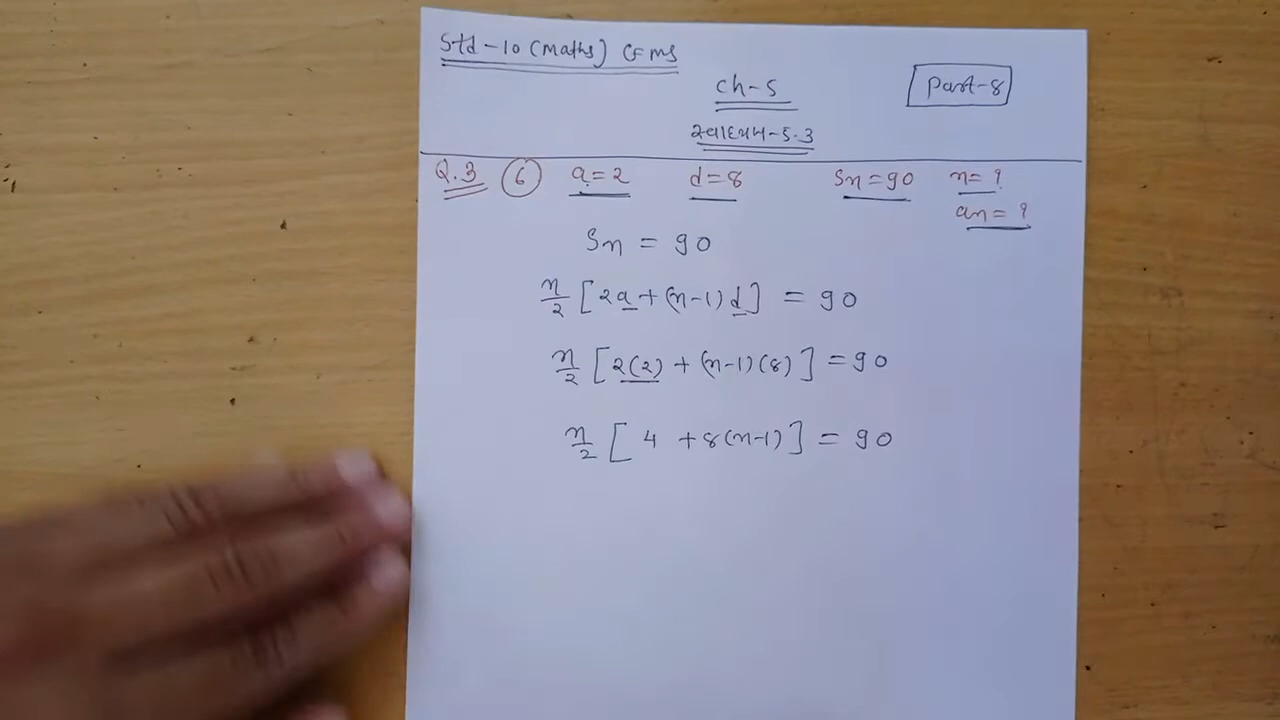 Std-10 (Maths) GMS
Ch-5
Part-8
સ્વાધ્યાય-5.3
Q.3 (6) a=2 d=8 Sn=90 n=?
an=?
Sn = 90
n/2 [2a+(n-1)d] = 90
n/2 [2(2) + (n-1)(8)] = 90
n/2 [ 4 +8(n-1)] = 90